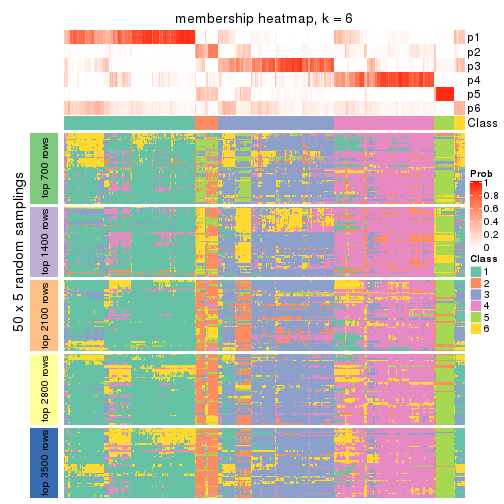 membership heatmap, k = 6
p1
p2
p3
p4
p5
p6
Class
50 x 5 random samplings
top 700 rows
top 1400 rows
top 2100 rows
top 2800 rows
top 3500 rows
Prob
1
0.8
0.6
0.4
0.2
0
Class
1
2
3
4
5
6